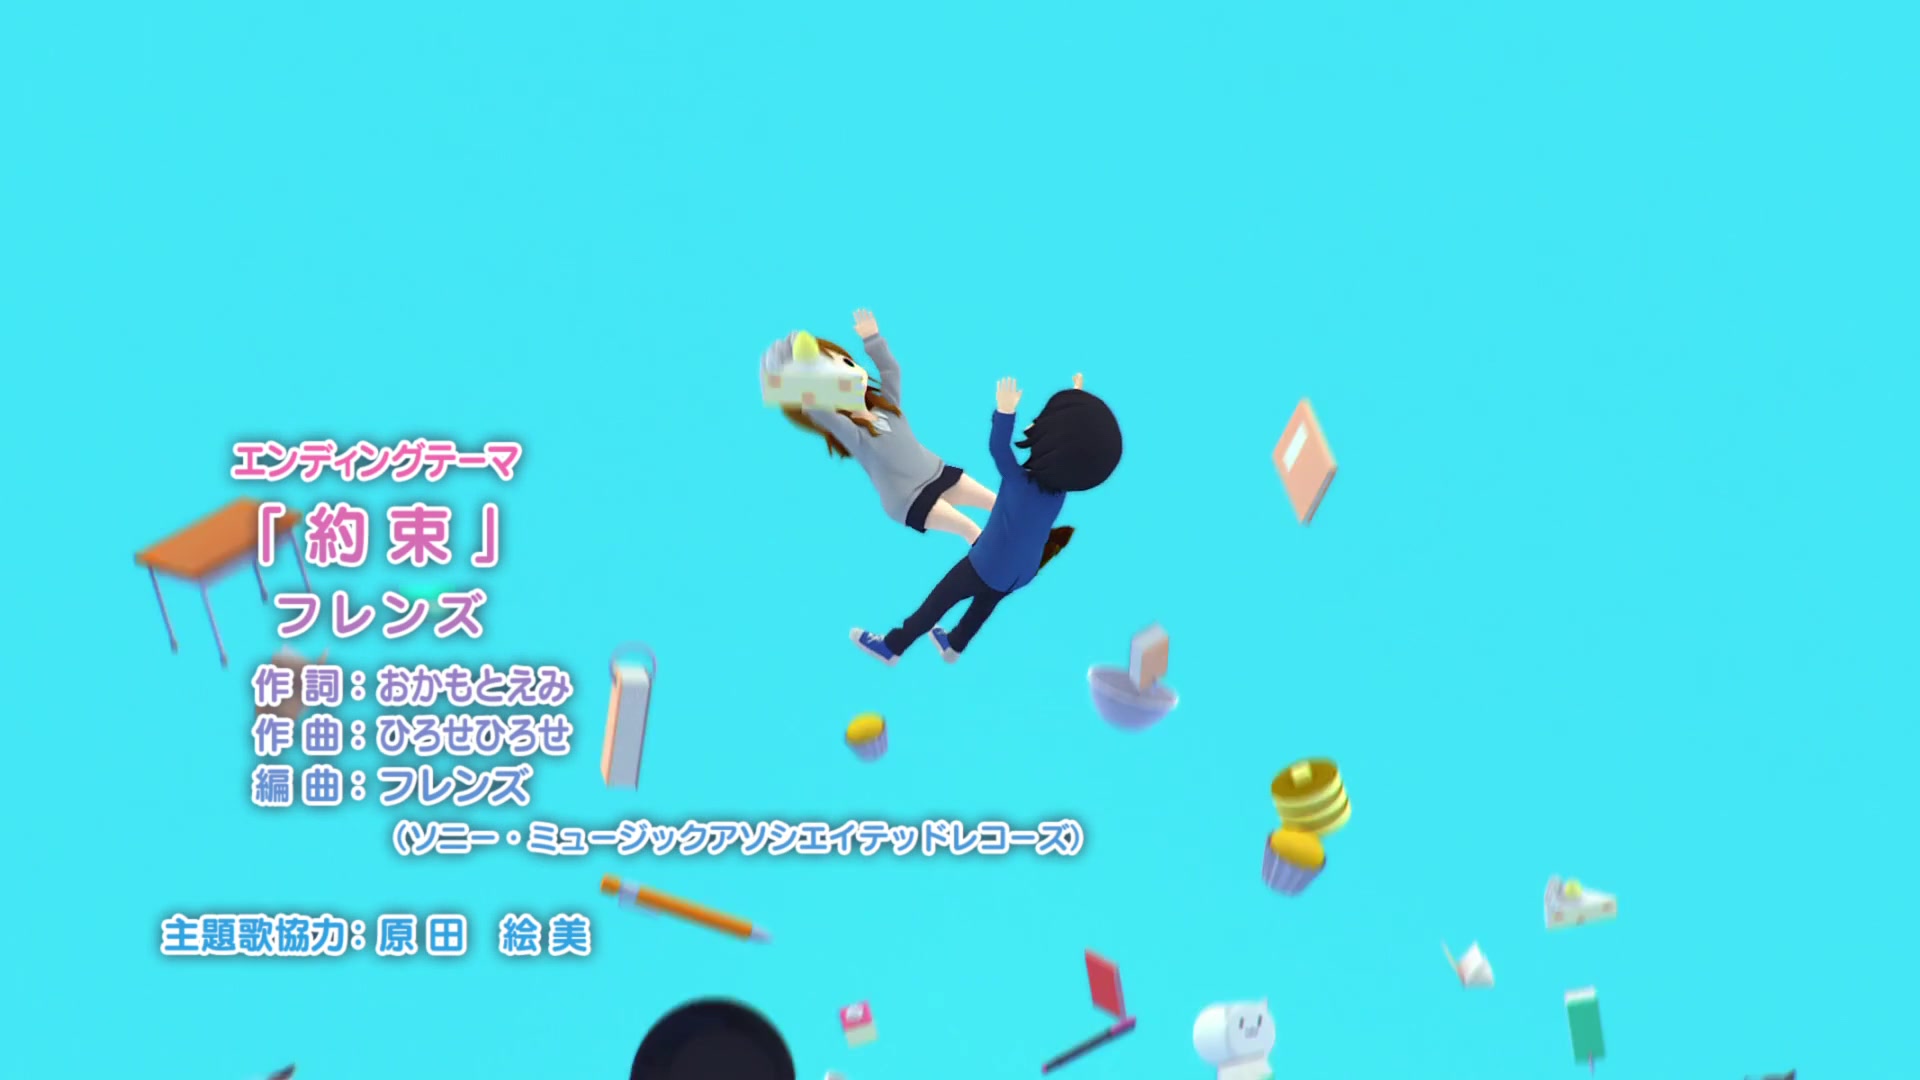 エンディングテーマ
「約束」
フレンズ
作詞：おかもとえみ
作曲：ひろせひろせ
編曲：フレンズ
（ソニー・ミュージックアソシエイテッドレコーズ）
主題歌協力：原田 絵美